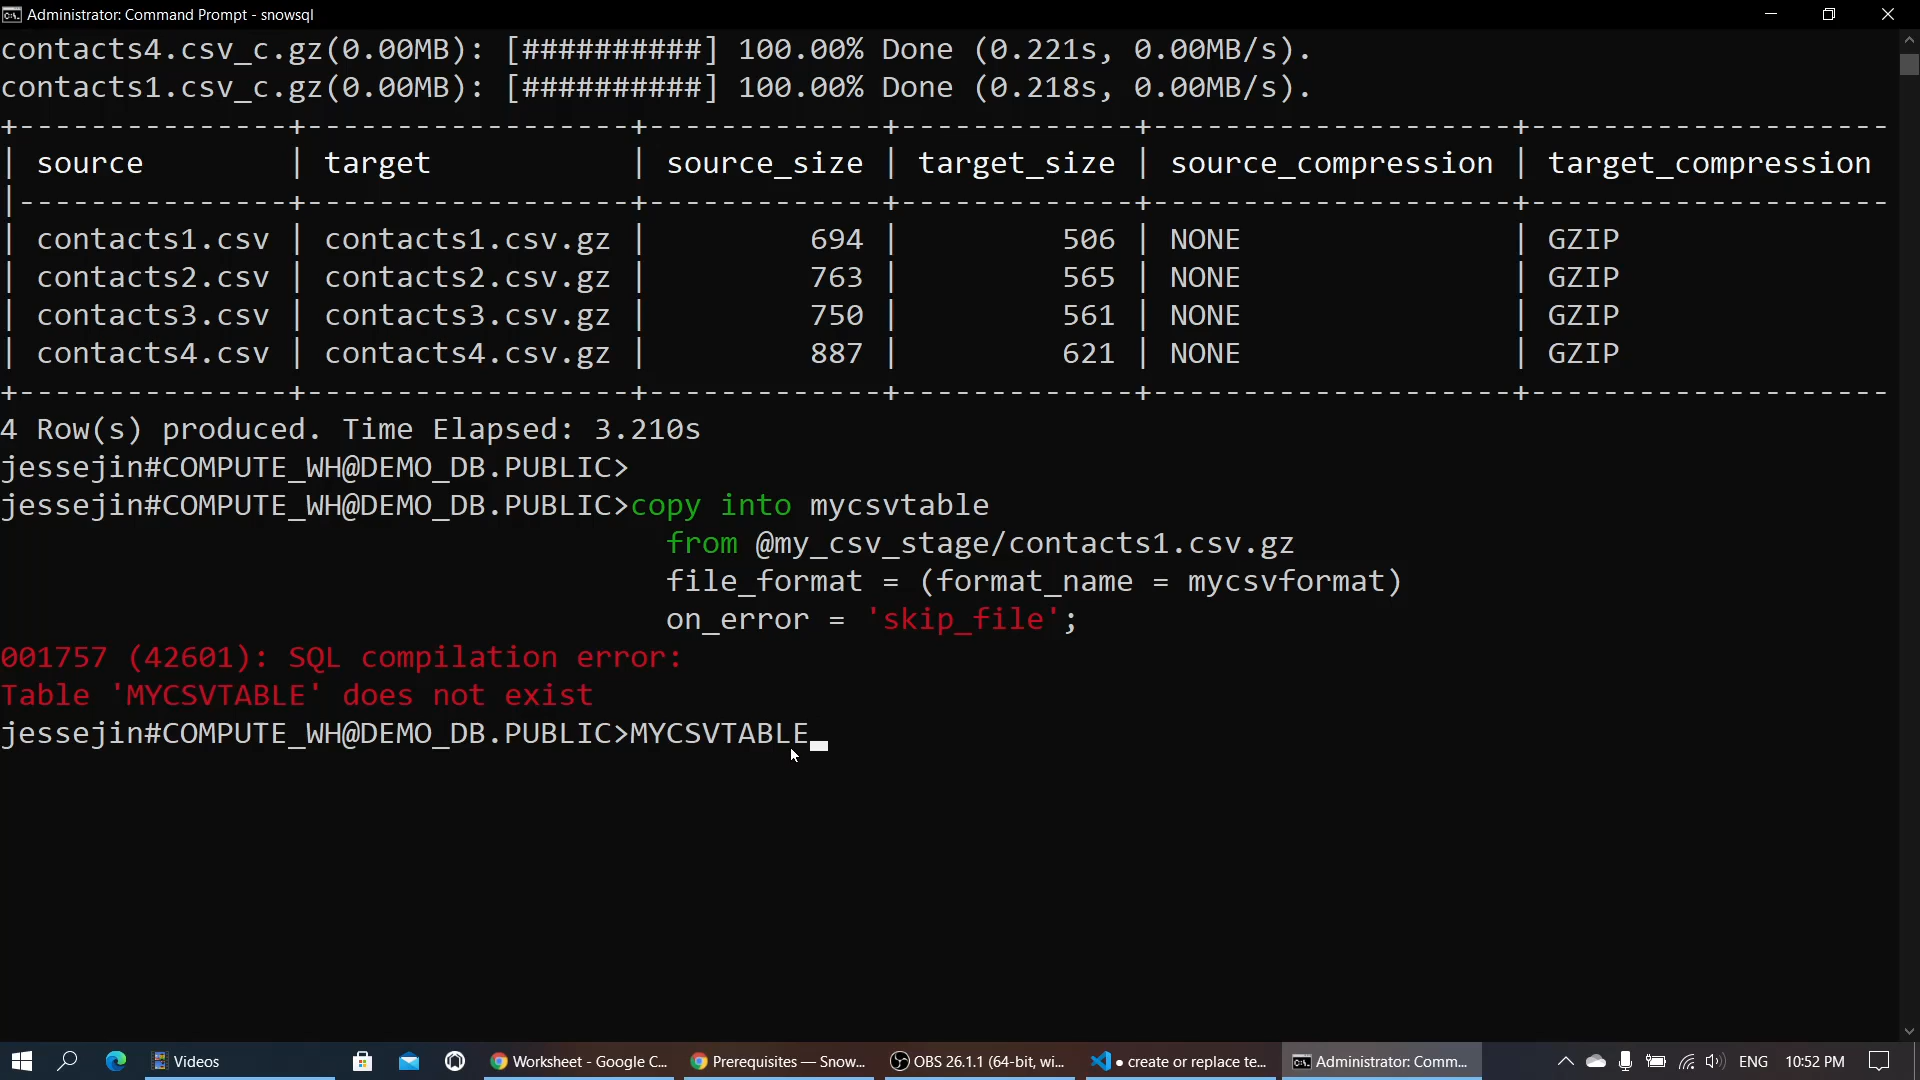 Administrator: Command Prompt - snowsql
contacts4.csv_c.gz(0.00MB): [##########] 100.00% Done (0.221s, 0.00MB/s).
contacts1.csv_c.gz(0.00MB): [##########] 100.00% Done (0.218s, 0.00MB/s).
+---------------+------------------+-------------+-------------+--------------------+--------------------
| source | target | source_size | target_size | source_compression | target_compression
|---------------+------------------+-------------+-------------+--------------------+--------------------
| contacts1.csv | contacts1.csv.gz | 694 | 506 | NONE | GZIP
| contacts2.csv | contacts2.csv.gz | 763 | 565 | NONE | GZIP
| contacts3.csv | contacts3.csv.gz | 750 | 561 | NONE | GZIP
| contacts4.csv | contacts4.csv.gz | 887 | 621 | NONE | GZIP
+---------------+------------------+-------------+-------------+--------------------+--------------------
4 Row(s) produced. Time Elapsed: 3.210s
jessejin#COMPUTE_WH@DEMO_DB.PUBLIC>
jessejin#COMPUTE_WH@DEMO_DB.PUBLIC>copy into mycsvtable
from @my_csv_stage/contacts1.csv.gz
file_format = (format_name = mycsvformat)
on_error = 'skip_file';
001757 (42601): SQL compilation error:
Table 'MYCSVTABLE' does not exist
jessejin#COMPUTE_WH@DEMO_DB.PUBLIC>MYCSVTABLE
Videos Worksheet - Google C... Prerequisites — Snow... OBS 26.1.1 (64-bit, wi... ● create or replace te... Administrator: Comm... ENG 10:52 PM